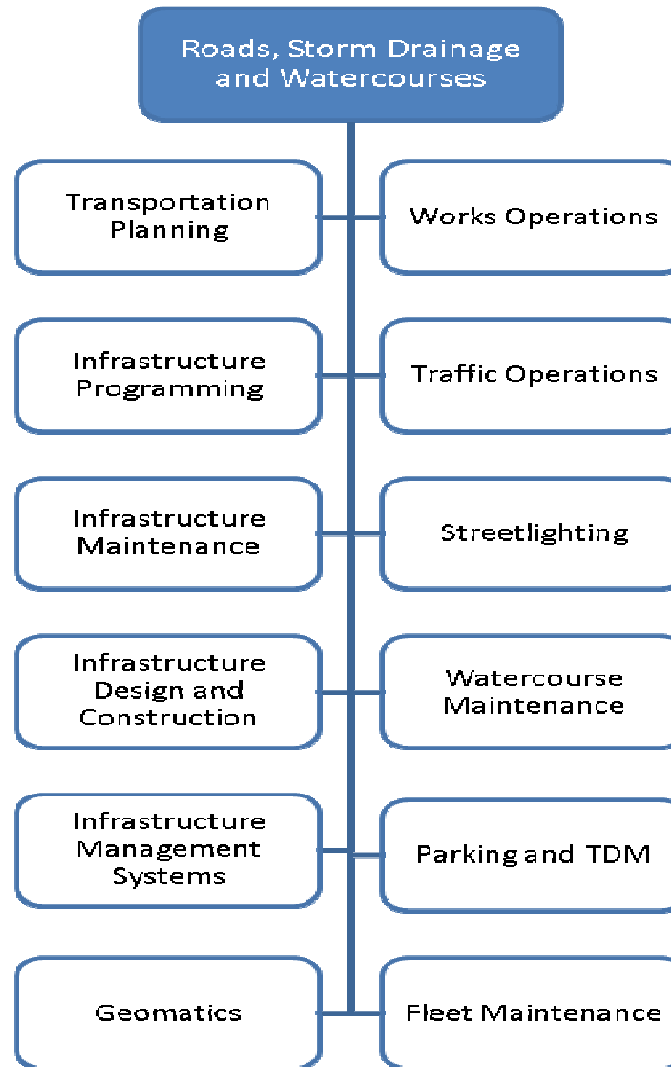 Roads, Storm Drainage
and Watercourses
Transportation
Planning
Works Operations
Infrastructure
Programming
Traffic Operations
Infrastructure
Maintenance
Streetlighting
Infrastructure
Design and
Construction
Watercourse
Maintenance
Infrastructure
Management
Systems
Parking and TDM
Geomatics
Fleet Maintenance